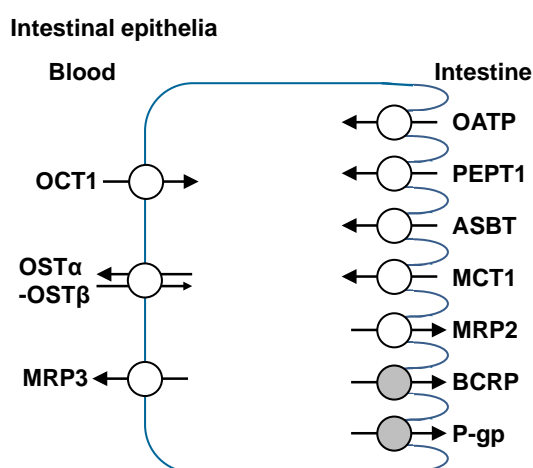 Intestinal epithelia
Blood
Intestine
OATP
OCT1
PEPT1
ASBT
OSTα
-OSTβ
MCT1
MRP2
MRP3
BCRP
P-gp